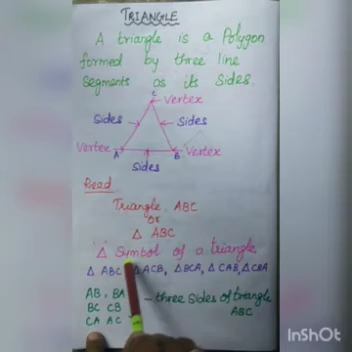 TRIANGLE
A triangle is a Polygon
formed by three line
segments as its sides.
C
Vertex
Sides
Sides
Vertex
A
B
Vertex
Sides
Read
Triangle ABC
or
Δ ABC
'Δ' Symbol of a triangle
Δ ABC, Δ ACB, Δ BCA, Δ CAB, Δ CBA
AB, BA
BC CB
CA AC
- three Sides of triangle
ABC
InShOt